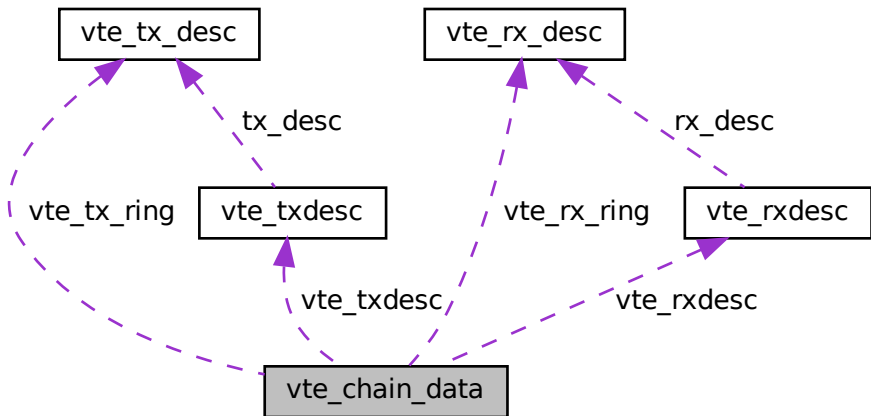 vte_tx_desc
vte_rx_desc
tx_desc
rx_desc
vte_tx_ring
vte_txdesc
vte_rx_ring
vte_rxdesc
vte_txdesc
vte_rxdesc
vte_chain_data